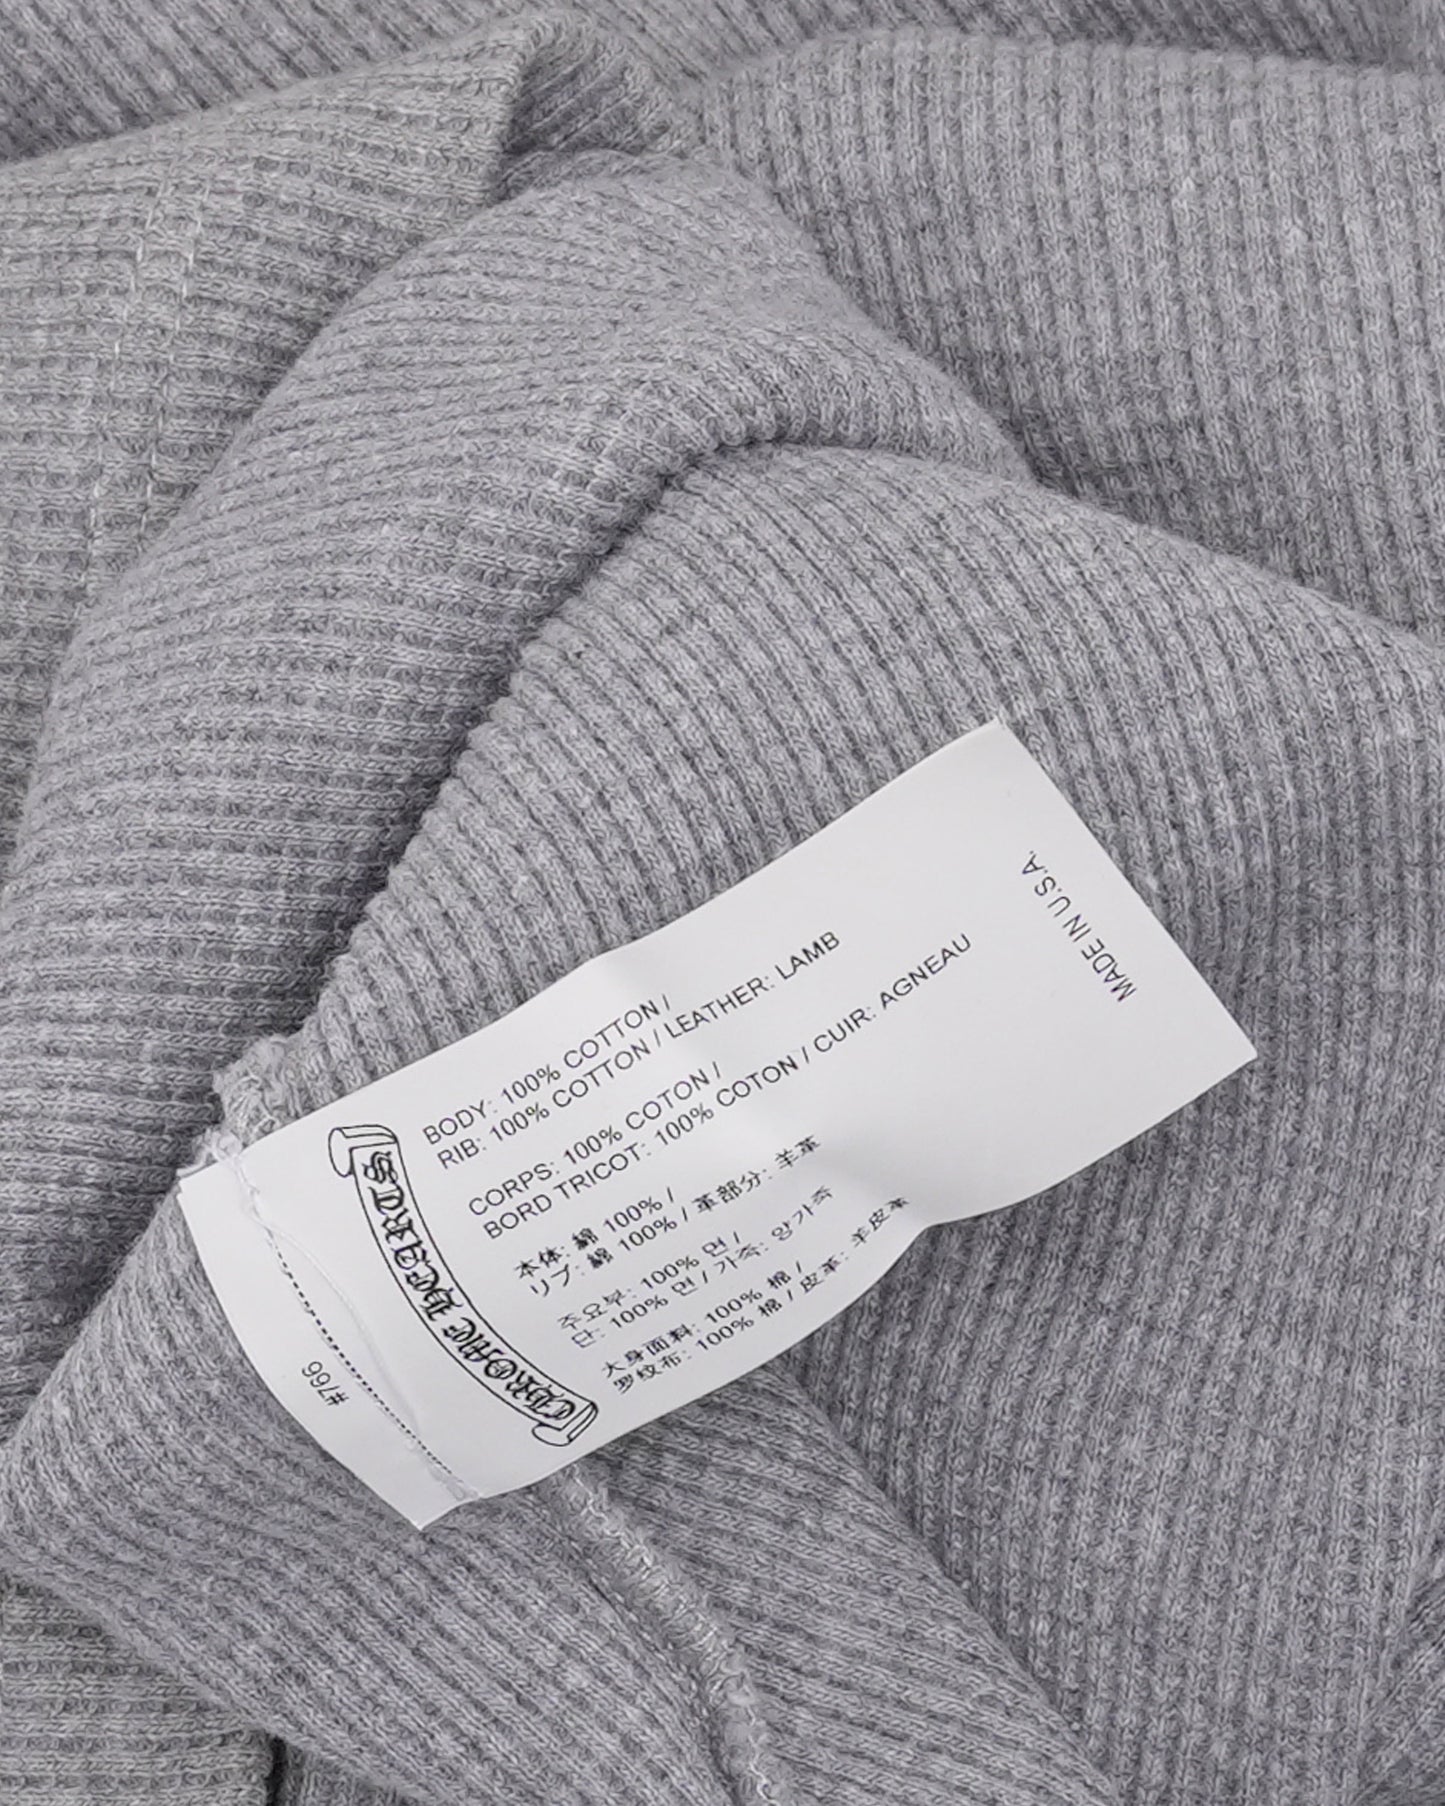 BODY: 100% COTTON /
RIB: 100% COTTON / LEATHER: LAMB
CORPS: 100% COTON /
BORD TRICOT: 100% COTON / CUIR: AGNEAU
本体: 綿 100% /
リブ: 綿 100% / 革部分: 羊革
주요부: 100% 면 /
단: 100% 면 / 가죽: 양가죽
大身面料: 100% 棉 /
罗纹布: 100% 棉 / 皮革: 羊皮革
CHROME HEARTS
MADE IN U.S.A.
#766